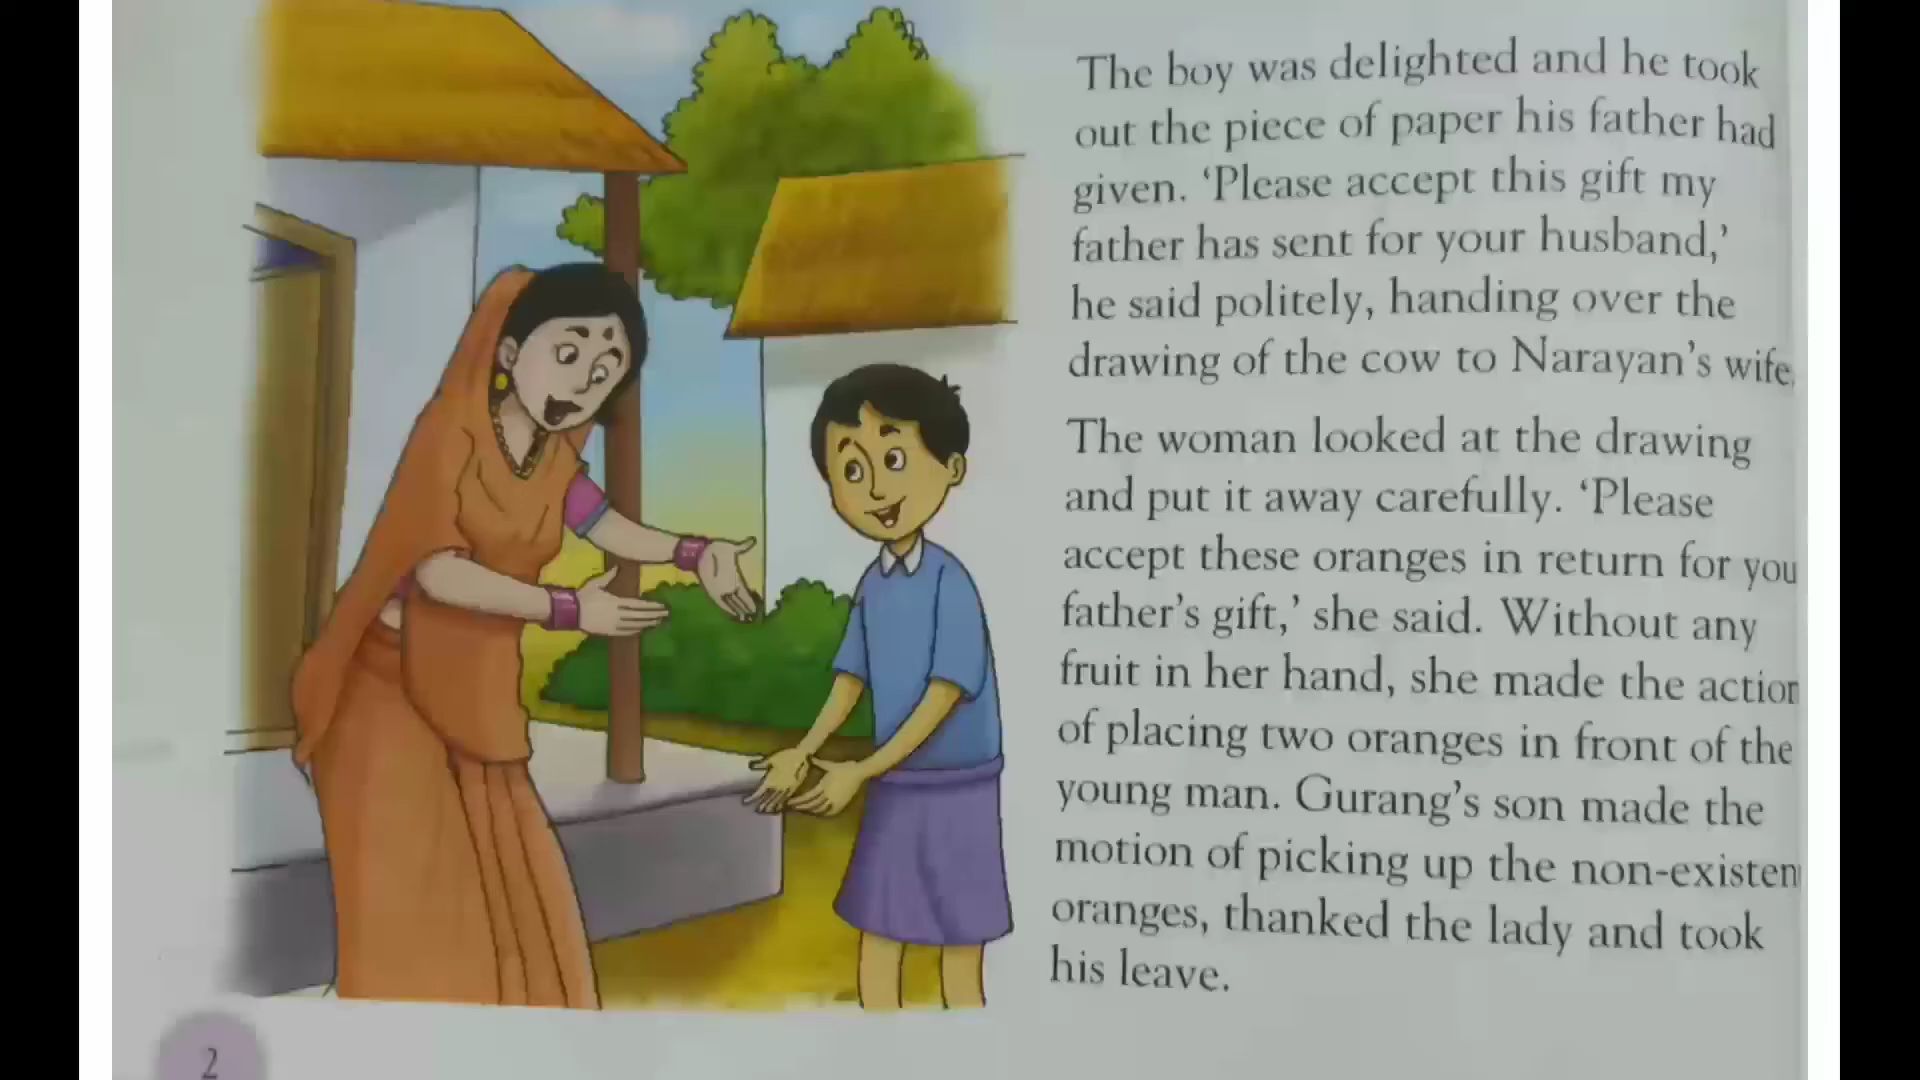 The boy was delighted and he took
out the piece of paper his father had
given. ‘Please accept this gift my
father has sent for your husband,’
he said politely, handing over the
drawing of the cow to Narayan’s wife.
The woman looked at the drawing
and put it away carefully. ‘Please
accept these oranges in return for you
father’s gift,’ she said. Without any
fruit in her hand, she made the action
of placing two oranges in front of the
young man. Gurang’s son made the
motion of picking up the non-existen
oranges, thanked the lady and took
his leave.
2